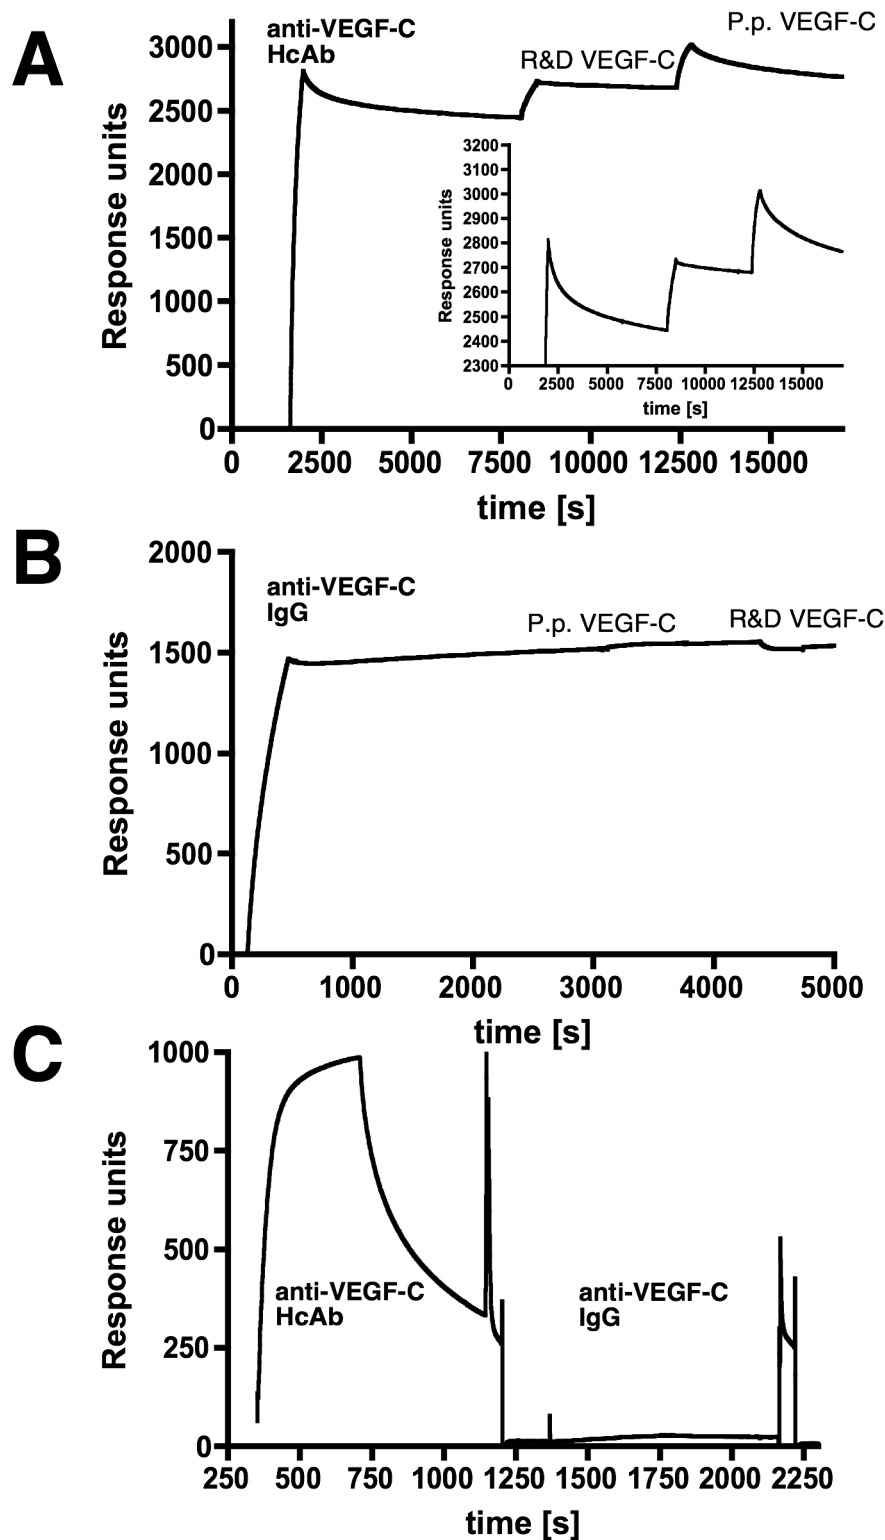 A
anti-VEGF-C
HcAb
R&D VEGF-C
P.p. VEGF-C
Response units
3000
2500
2000
1500
1000
500
0
0 2500 5000 7500 10000 12500 15000
time [s]
Response units
3200
3100
3000
2900
2800
2700
2600
2500
2400
2300
0 2500 5000 7500 10000 12500 15000
time [s]
B
anti-VEGF-C
IgG
P.p. VEGF-C
R&D VEGF-C
Response units
2000
1500
1000
500
0
0 1000 2000 3000 4000 5000
time [s]
C
Response units
1000
750
500
250
0
anti-VEGF-C
HcAb
anti-VEGF-C
IgG
250 500 750 1000 1250 1500 1750 2000 2250
time [s]